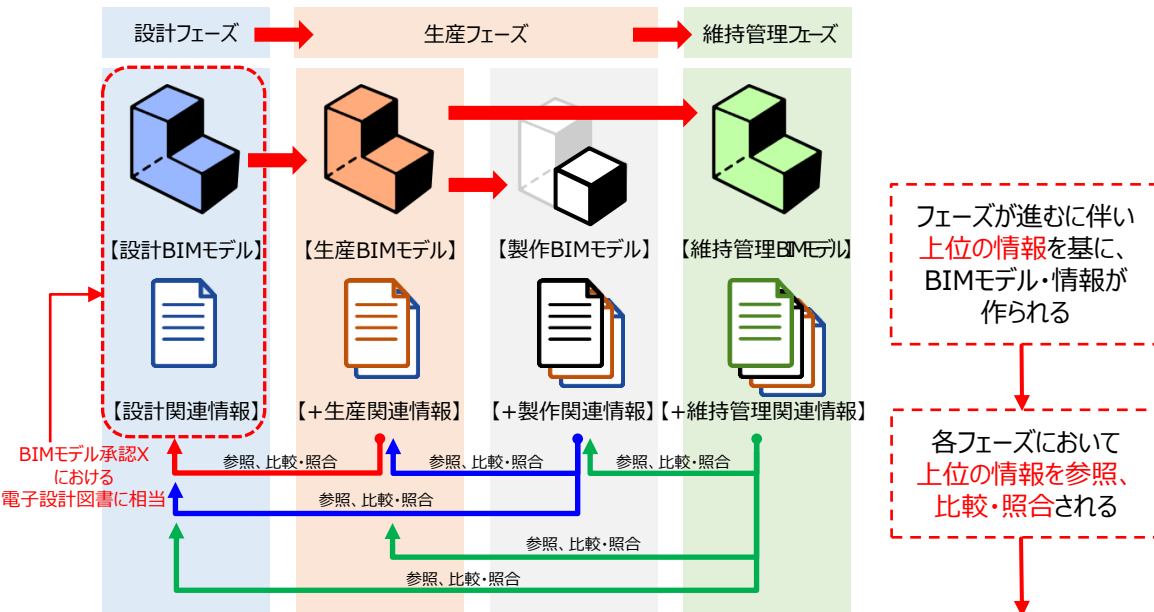 設計フェーズ
生産フェーズ
維持管理フェーズ
【設計BIMモデル】
【生産BIMモデル】
【製作BIMモデル】
【維持管理BIMモデル】
【設計関連情報】
【+生産関連情報】
【+製作関連情報】
【+維持管理関連情報】
BIMモデル承認X
における
電子設計図書に相当
参照、比較・照合
参照、比較・照合
参照、比較・照合
参照、比較・照合
参照、比較・照合
参照、比較・照合
フェーズが進むに伴い
上位の情報を基に、
BIMモデル・情報が
作られる
各フェーズにおいて
上位の情報を参照、
比較・照合される